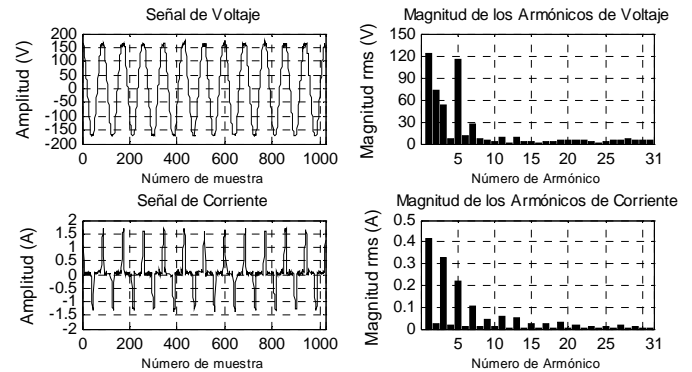 Señal de Voltaje
Amplitud (V)
200
150
100
50
0
-50
-100
-150
-200
0 200 400 600 800 1000
Número de muestra
Magnitud de los Armónicos de Voltaje
Magnitud rms (V)
150
120
90
60
30
0
5 10 15 20 25 31
Número de Armónico
Señal de Corriente
Amplitud (A)
2
1.5
1
0.5
0
-0.5
-1
-1.5
-2
0 200 400 600 800 1000
Número de muestra
Magnitud de los Armónicos de Corriente
Magnitud rms (A)
0.5
0.4
0.3
0.2
0.1
0
5 10 15 20 25 31
Número de Armónico